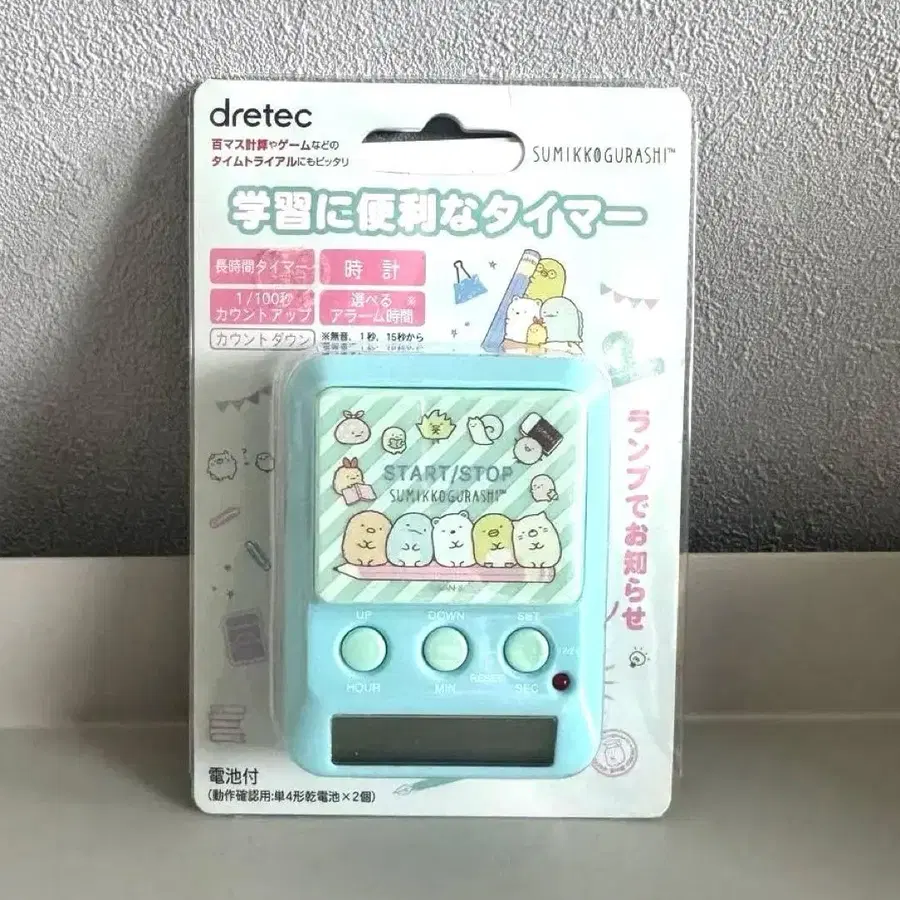 dretec
百マス計算やゲームなどの
タイムトライアルにもピッタリ
SUMIKKOGURASHI™
学習に便利なタイマー
長時間タイマー
時計
1/100秒
カウントアップ
選べる※
アラーム時間
カウントダウン
※無音、1秒、15秒から
START/STOP
SUMIKKOGURASHI™
ランプでお知らせ
UP
DOWN
SET
HOUR
MIN
RESET
SEC
電池付
(動作確認用:単4形乾電池×2個)